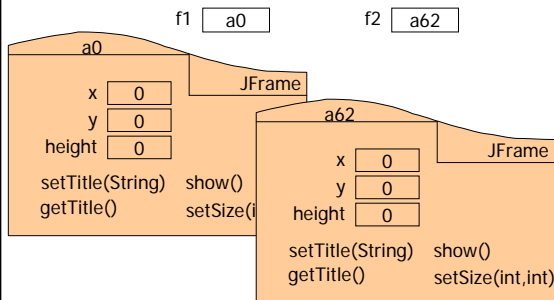 f1 a0 f2 a62
a0
JFrame
x 0
y 0
height 0
setTitle(String) show()
getTitle() setSize(i
a62
JFrame
x 0
y 0
height 0
setTitle(String) show()
getTitle() setSize(int,int)